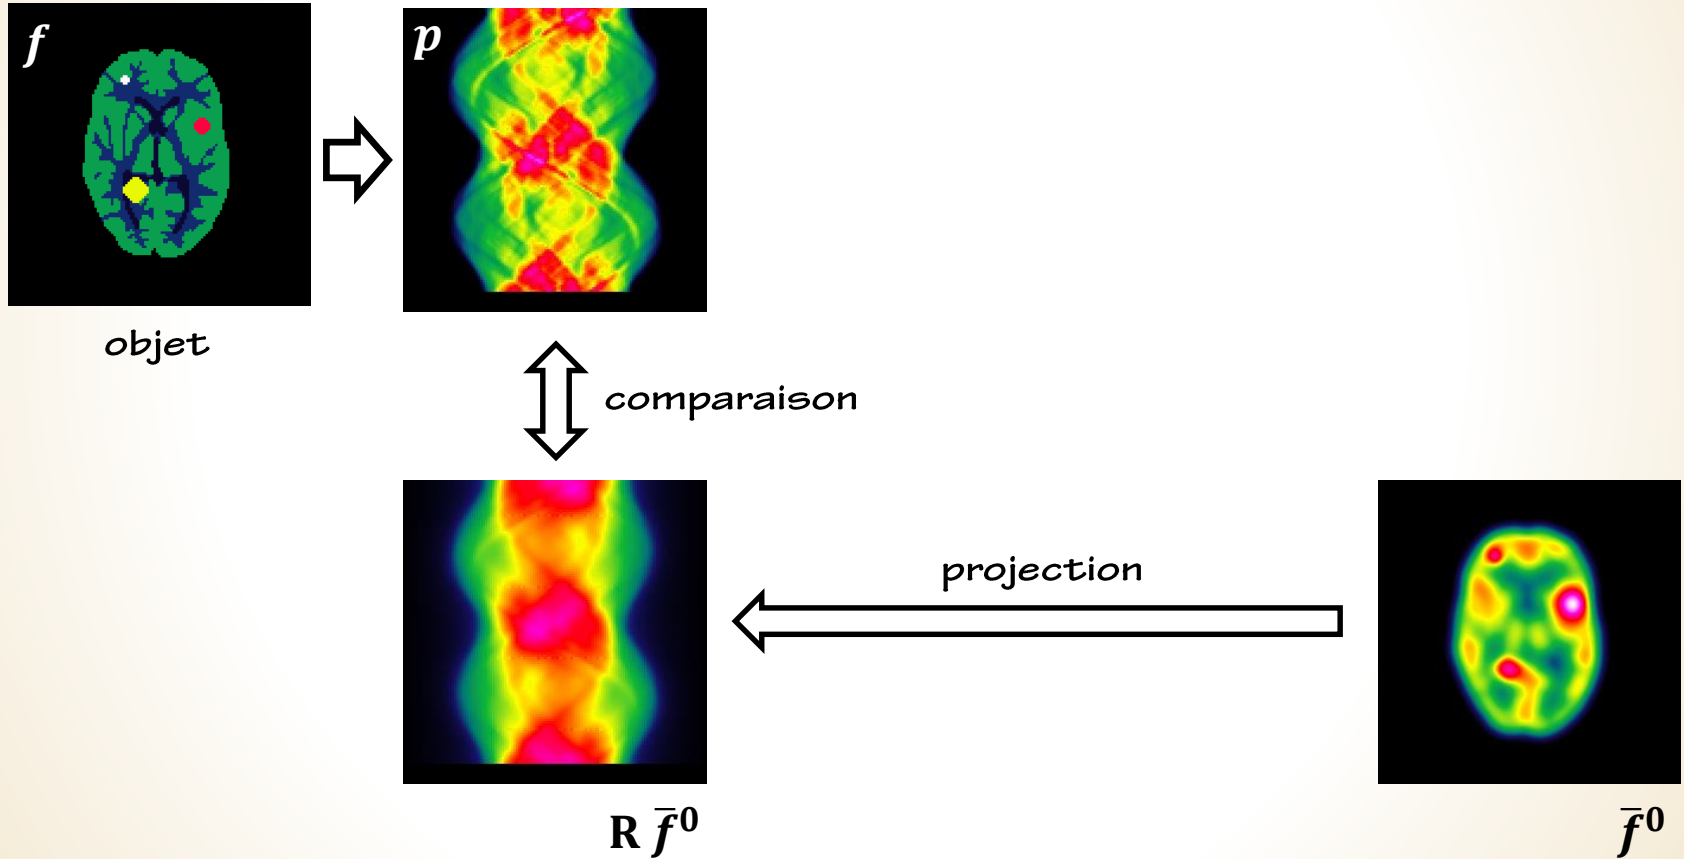 f
p
objet
comparaison
projection
R f̄⁰
f̄⁰